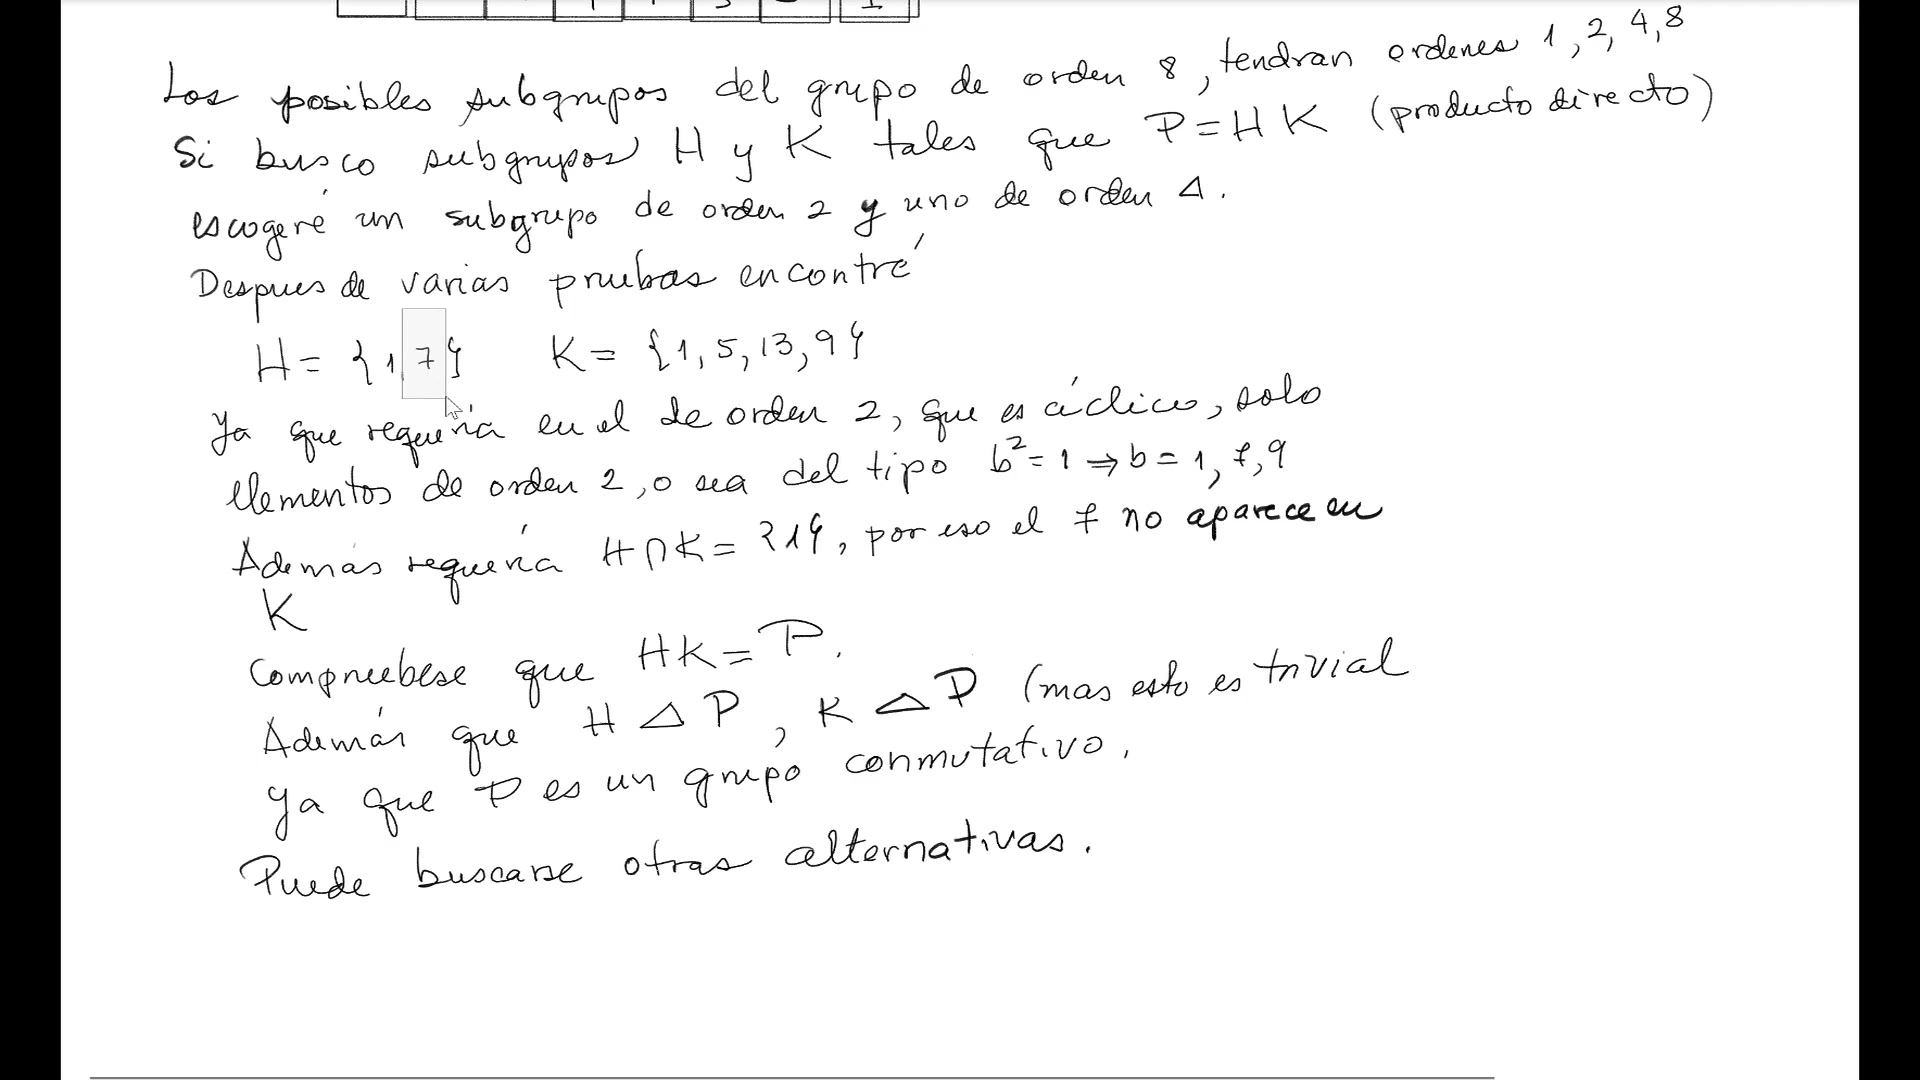 Los posibles subgrupos del grupo de orden 8, tendran ordenes 1, 2, 4, 8
Si busco subgrupos H y K tales que P = H K (producto directo)
escogeré un subgrupo de orden 2 y uno de orden 4.
Despues de varias pruebas encontré
H = {1, 7} K = {1, 5, 13, 9}
Ya que requería en el de orden 2, que es cíclico, solo
elementos de orden 2, o sea del tipo b² = 1 ⇒ b = 1, 7, 9
Además requería H ∩ K = {1}, por eso el 7 no aparece en
K
Compruebese que HK = P.
Además que H △ P, K △ P (mas esto es trivial
Ya que P es un grupo conmutativo.
Puede buscarse otras alternativas.